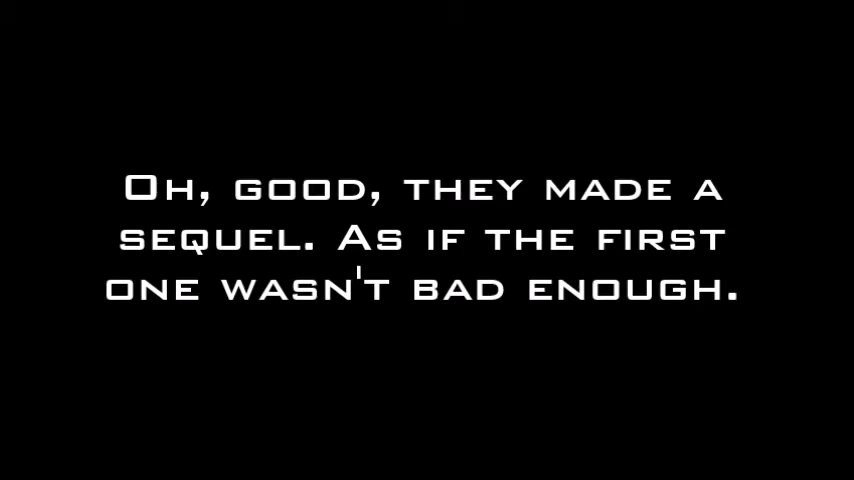 Oh, good, they made a
sequel. As if the first
one wasn't bad enough.